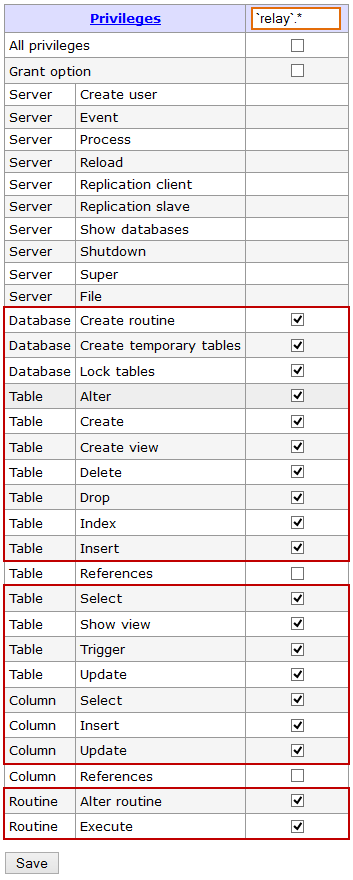 Privileges `relay`.*
All privileges
Grant option
Server Create user
Server Event
Server Process
Server Reload
Server Replication client
Server Replication slave
Server Show databases
Server Shutdown
Server Super
Server File
Database Create routine
Database Create temporary tables
Database Lock tables
Table Alter
Table Create
Table Create view
Table Delete
Table Drop
Table Index
Table Insert
Table References
Table Select
Table Show view
Table Trigger
Table Update
Column Select
Column Insert
Column Update
Column References
Routine Alter routine
Routine Execute
Save